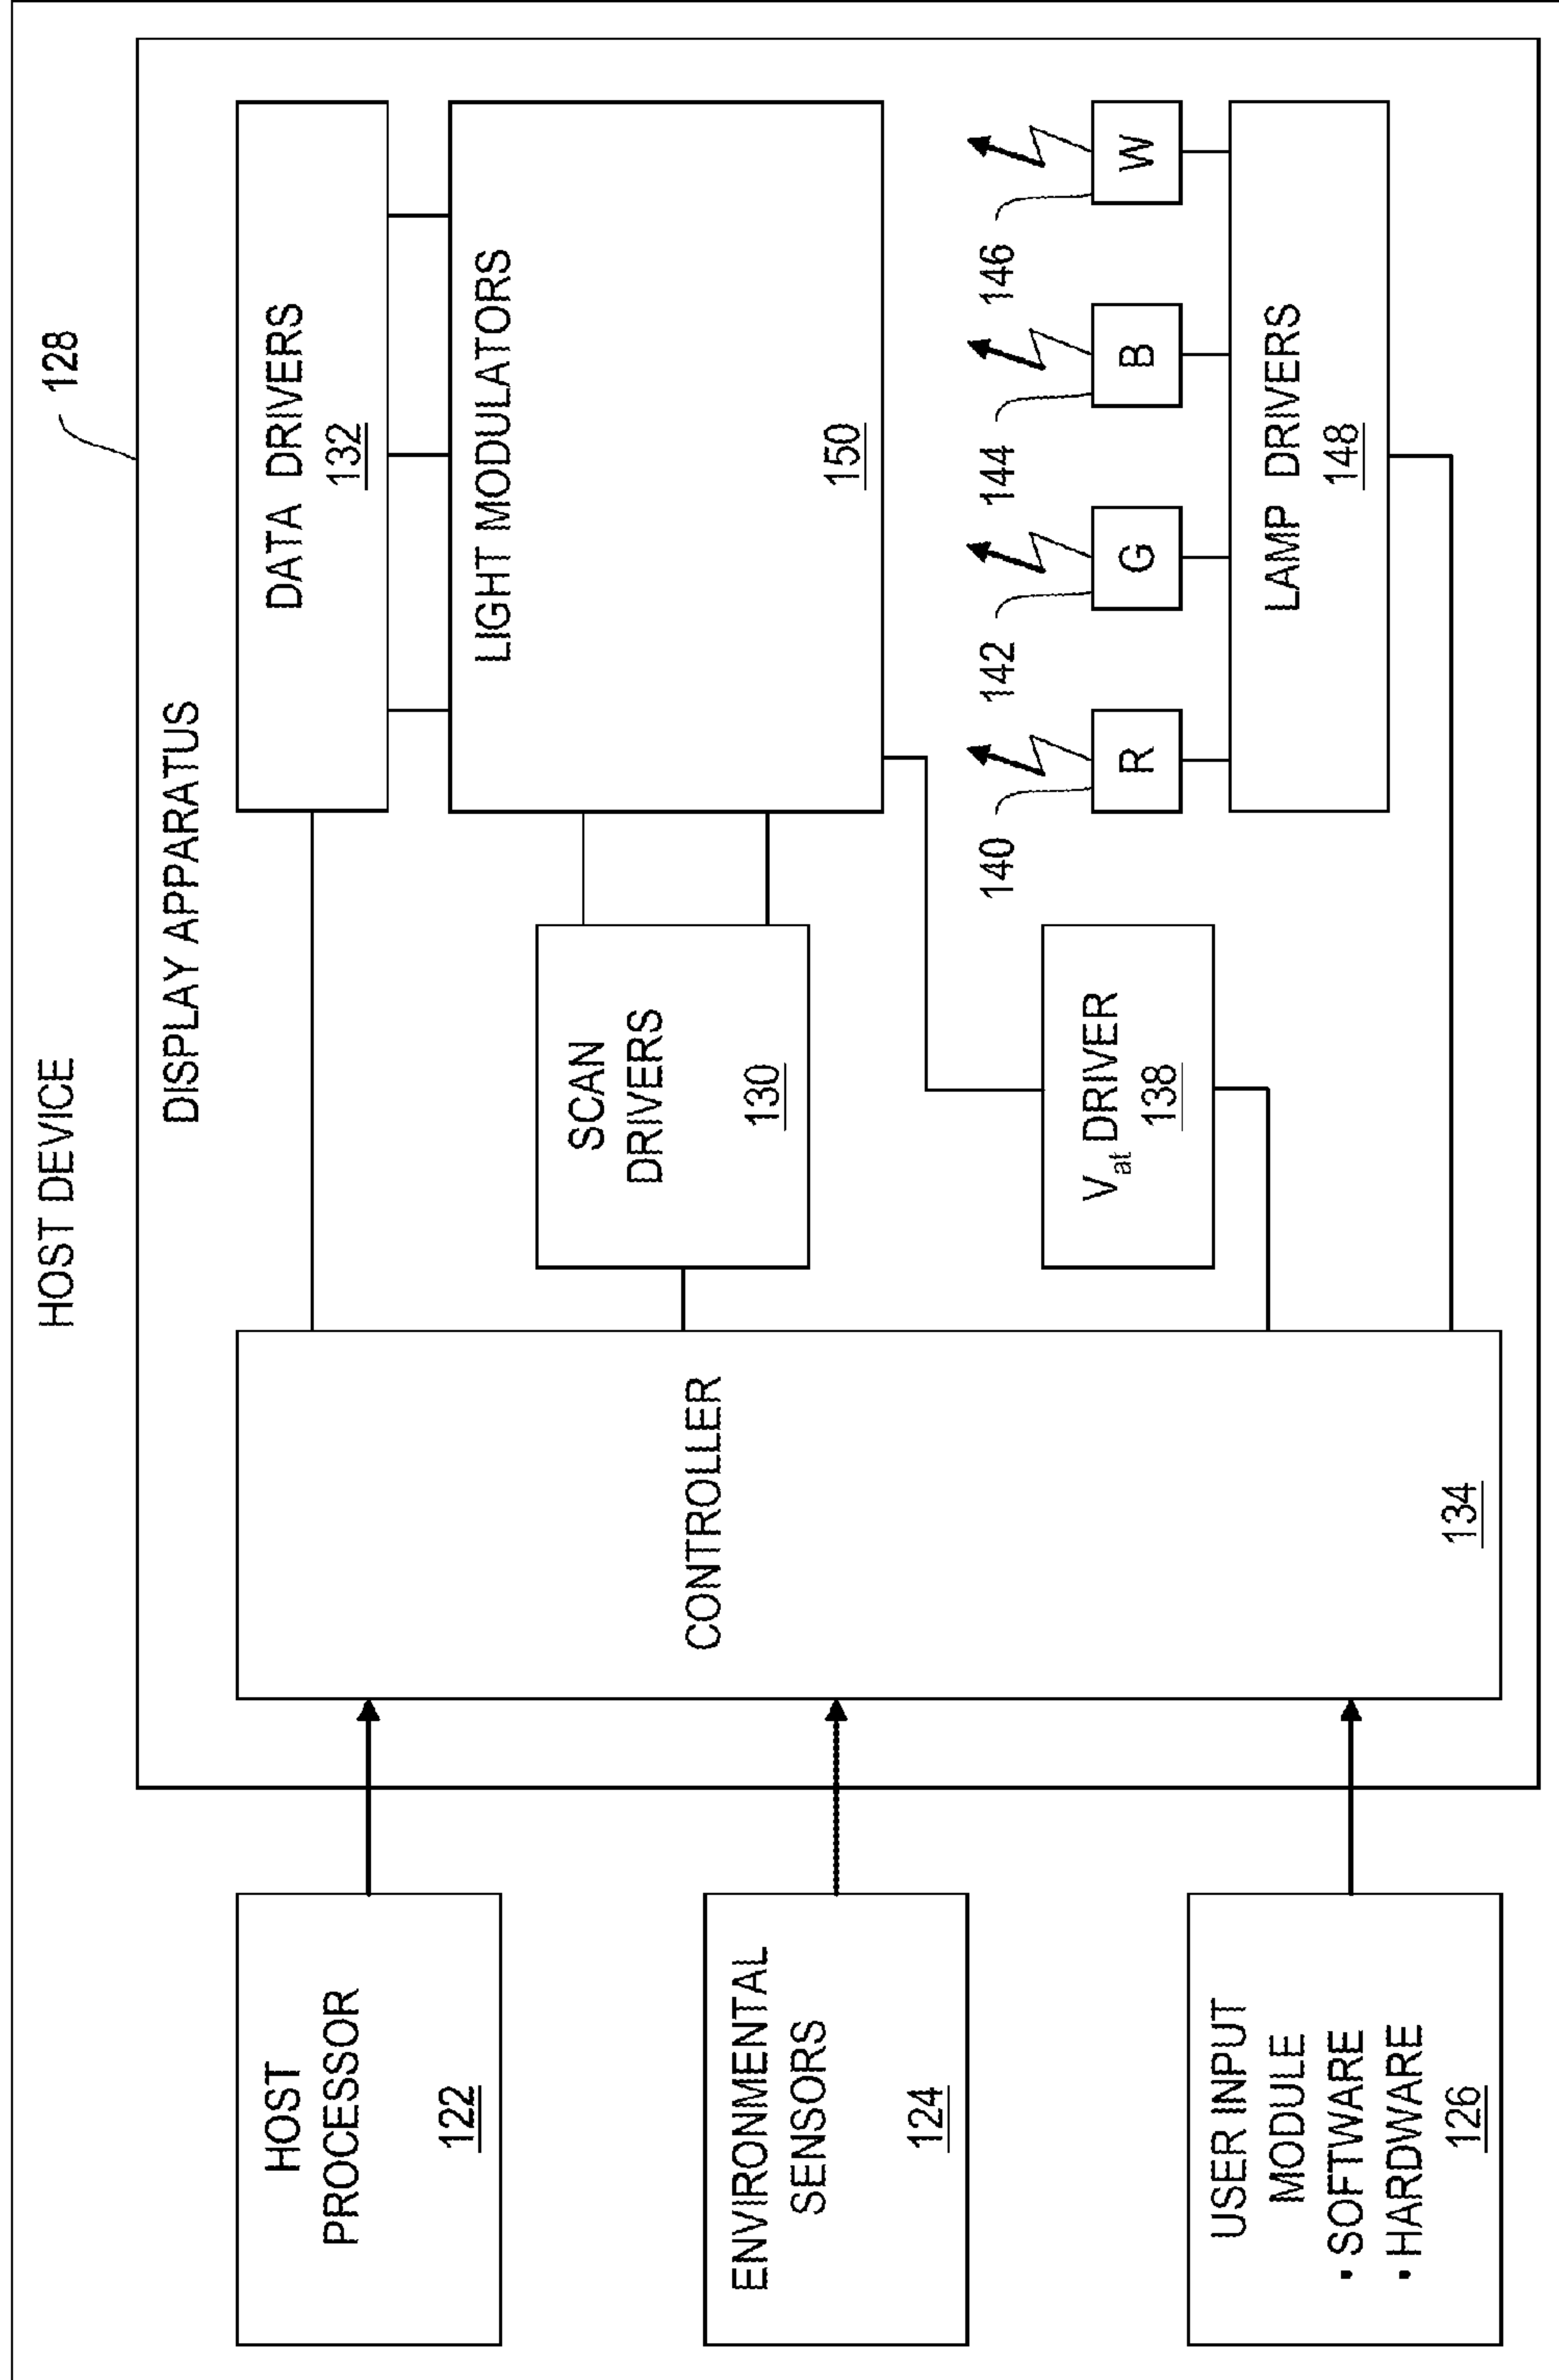 HOST DEVICE
128
DISPLAY APPARATUS
HOST
PROCESSOR
122
ENVIRONMENTAL
SENSORS
124
USER INPUT
MODULE
· SOFTWARE
· HARDWARE
126
CONTROLLER
134
DATA DRIVERS
132
SCAN
DRIVERS
130
LIGHT MODULATORS
150
Vat DRIVER
138
140
142
144
146
R
G
B
W
LAMP DRIVERS
148